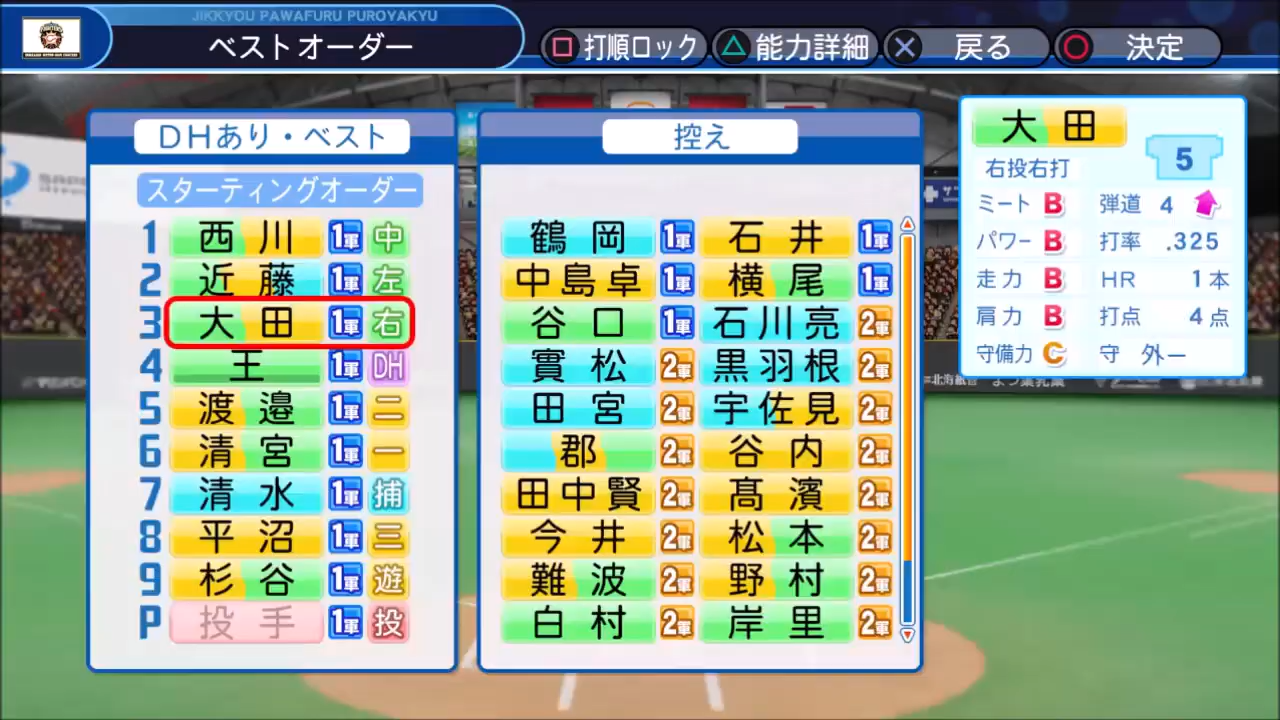 JIKKYOU PAWAFURU PUROYAKYU
ベストオーダー
打順ロック
能力詳細
戻る
決定
DHあり・ベスト
スターティングオーダー
1 西川 1軍 中
2 近藤 1軍 左
3 大田 1軍 右
4 王 1軍 DH
5 渡邉 1軍 二
6 清宮 1軍 一
7 清水 1軍 捕
8 平沼 1軍 三
9 杉谷 1軍 遊
P 投手 1軍 投
控え
鶴岡 1軍 石井 1軍
中島卓 1軍 横尾 1軍
谷口 1軍 石川亮 2軍
實松 2軍 黒羽根 2軍
田宮 2軍 宇佐見 2軍
郡 2軍 谷内 2軍
田中賢 2軍 髙濱 2軍
今井 2軍 松本 2軍
難波 2軍 野村 2軍
白村 2軍 岸里 2軍
大田
右投右打 5
ミート B 弾道 4
パワー B 打率 .325
走力 B HR 1本
肩力 B 打点 4点
守備力 C 守 外一